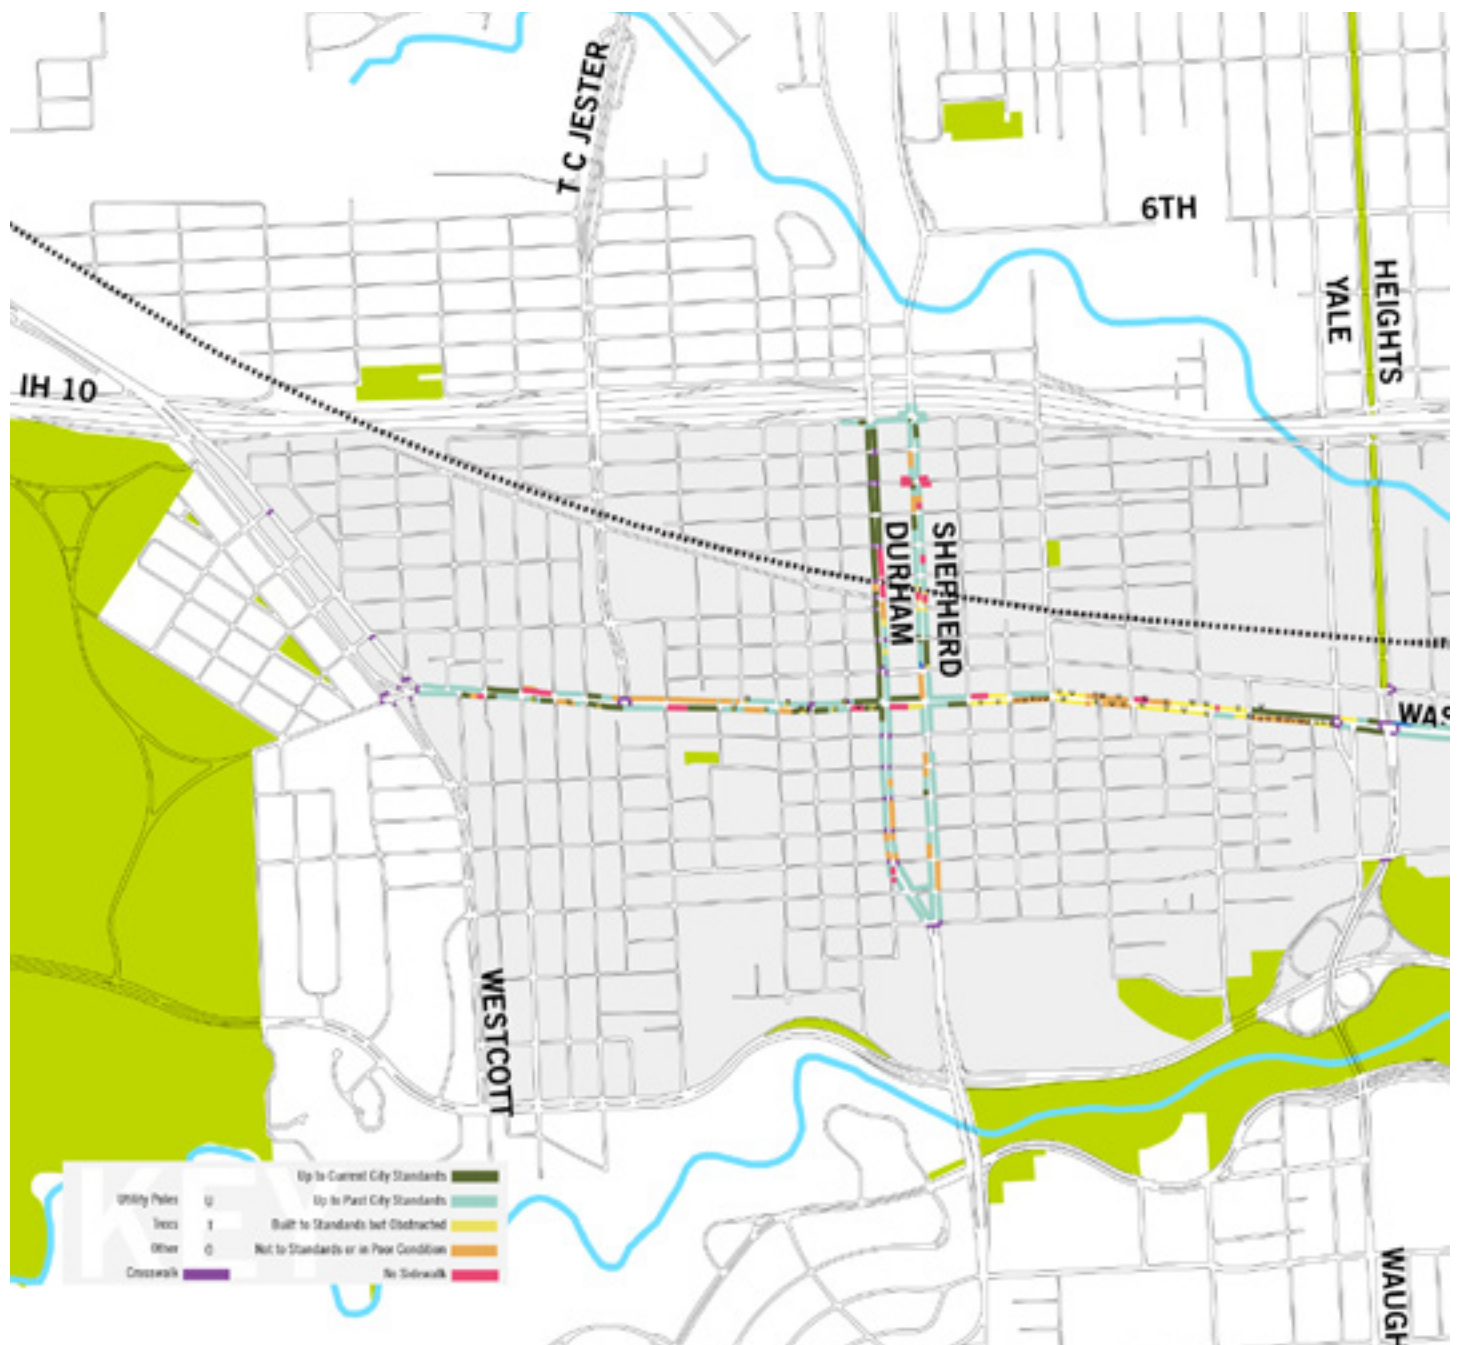 T C JESTER
6TH
HEIGHTS
YALE
IH 10
DURHAM
SHEPHERD
WAS
WESTCOTT
WAUGH
KEY
Up to Current City Standards
Utility Poles U
Up to Past City Standards
Trees T
Built to Standards but Obstructed
Other O
Not to Standards or in Poor Condition
Crosswalk
No Sidewalk